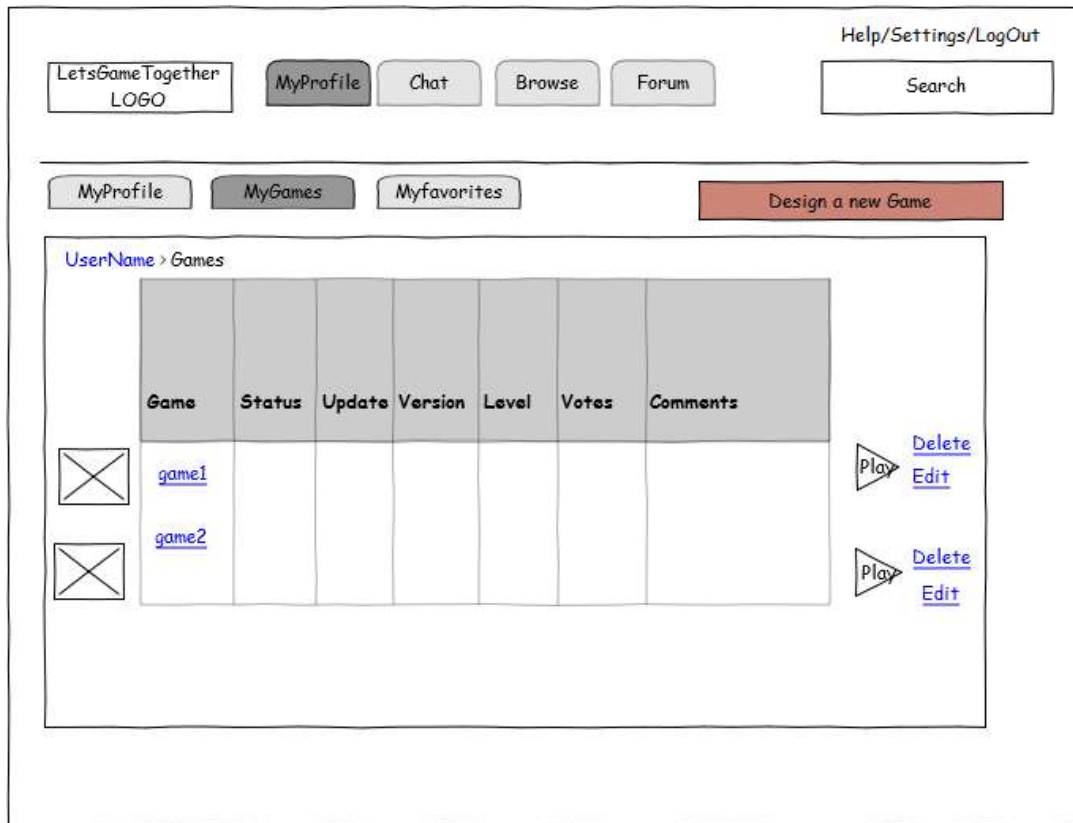 Help/Settings/LogOut
LetsGameTogether
LOGO
MyProfile
Chat
Browse
Forum
Search
MyProfile
MyGames
Myfavorites
Design a new Game
UserName > Games
Game
Status
Update
Version
Level
Votes
Comments
game1
Play
Delete
Edit
game2
Play
Delete
Edit